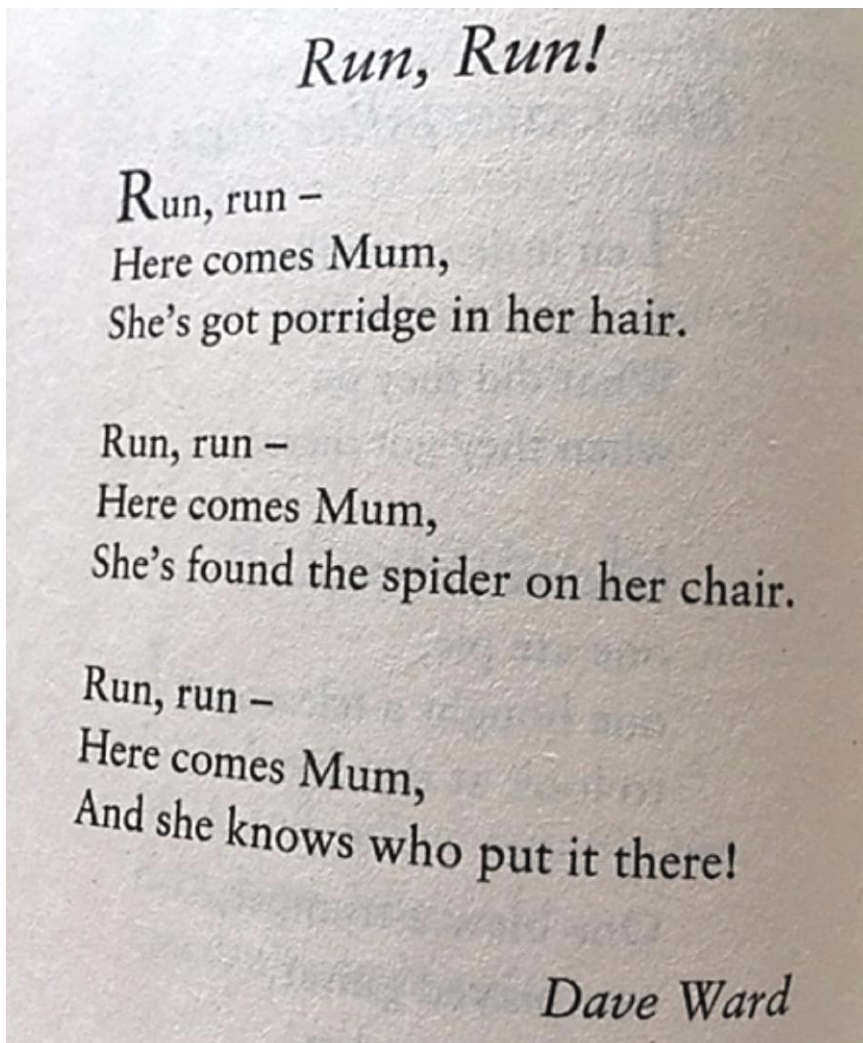 Run, Run!
Run, run –
Here comes Mum,
She's got porridge in her hair.
Run, run –
Here comes Mum,
She's found the spider on her chair.
Run, run –
Here comes Mum,
And she knows who put it there!
Dave Ward